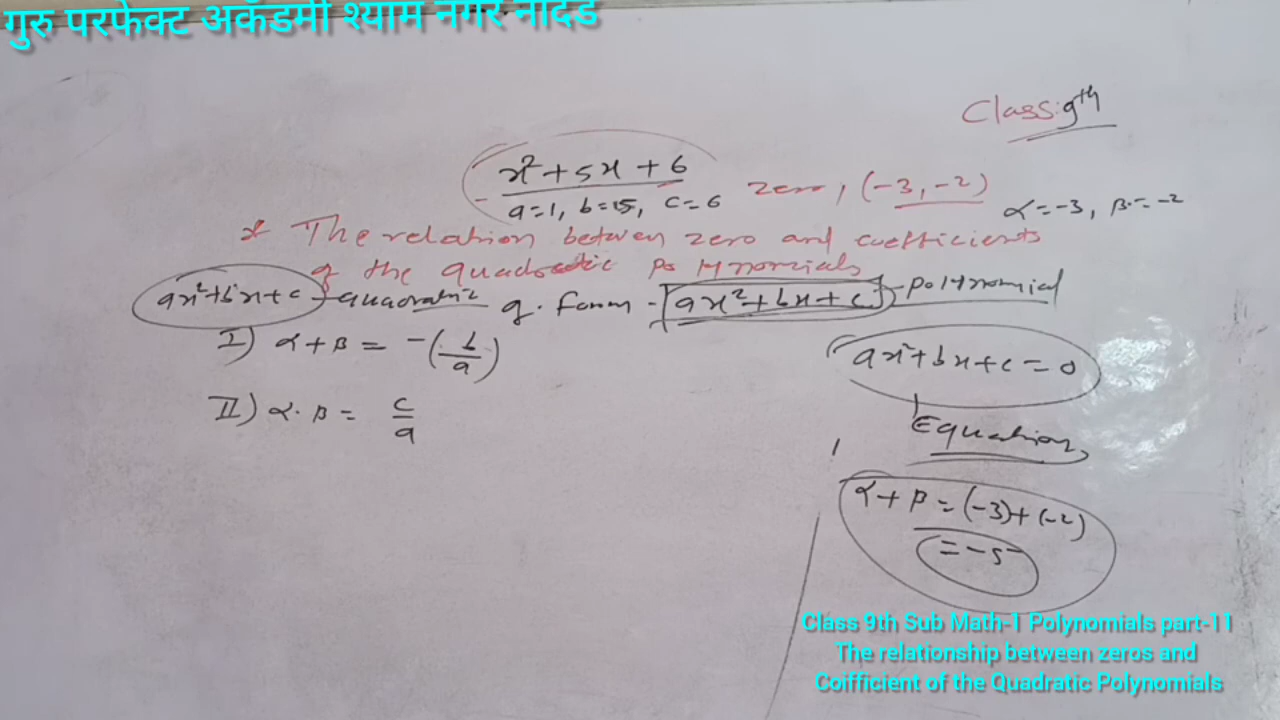 गुरु परफेक्ट अकॅडमी श्याम नगर नांदेड
Class:9th
x²+5x+6
a=1, b=15, c=6
zero, (-3,-2)
α=-3, β=-2
* The relation between zero and coefficients
of the quadratic polynomials
ax²+bx+c - quadratic g. form - [ax²+bx+c] - polynomial
I) α+β = -(b/a)
ax²+bx+c=0
II) α.β = c/a
Equation
α+β=(-3)+(-2)
=-5
Class 9th Sub Math-1 Polynomials part-11
The relationship between zeros and
Coifficient of the Quadratic Polynomials